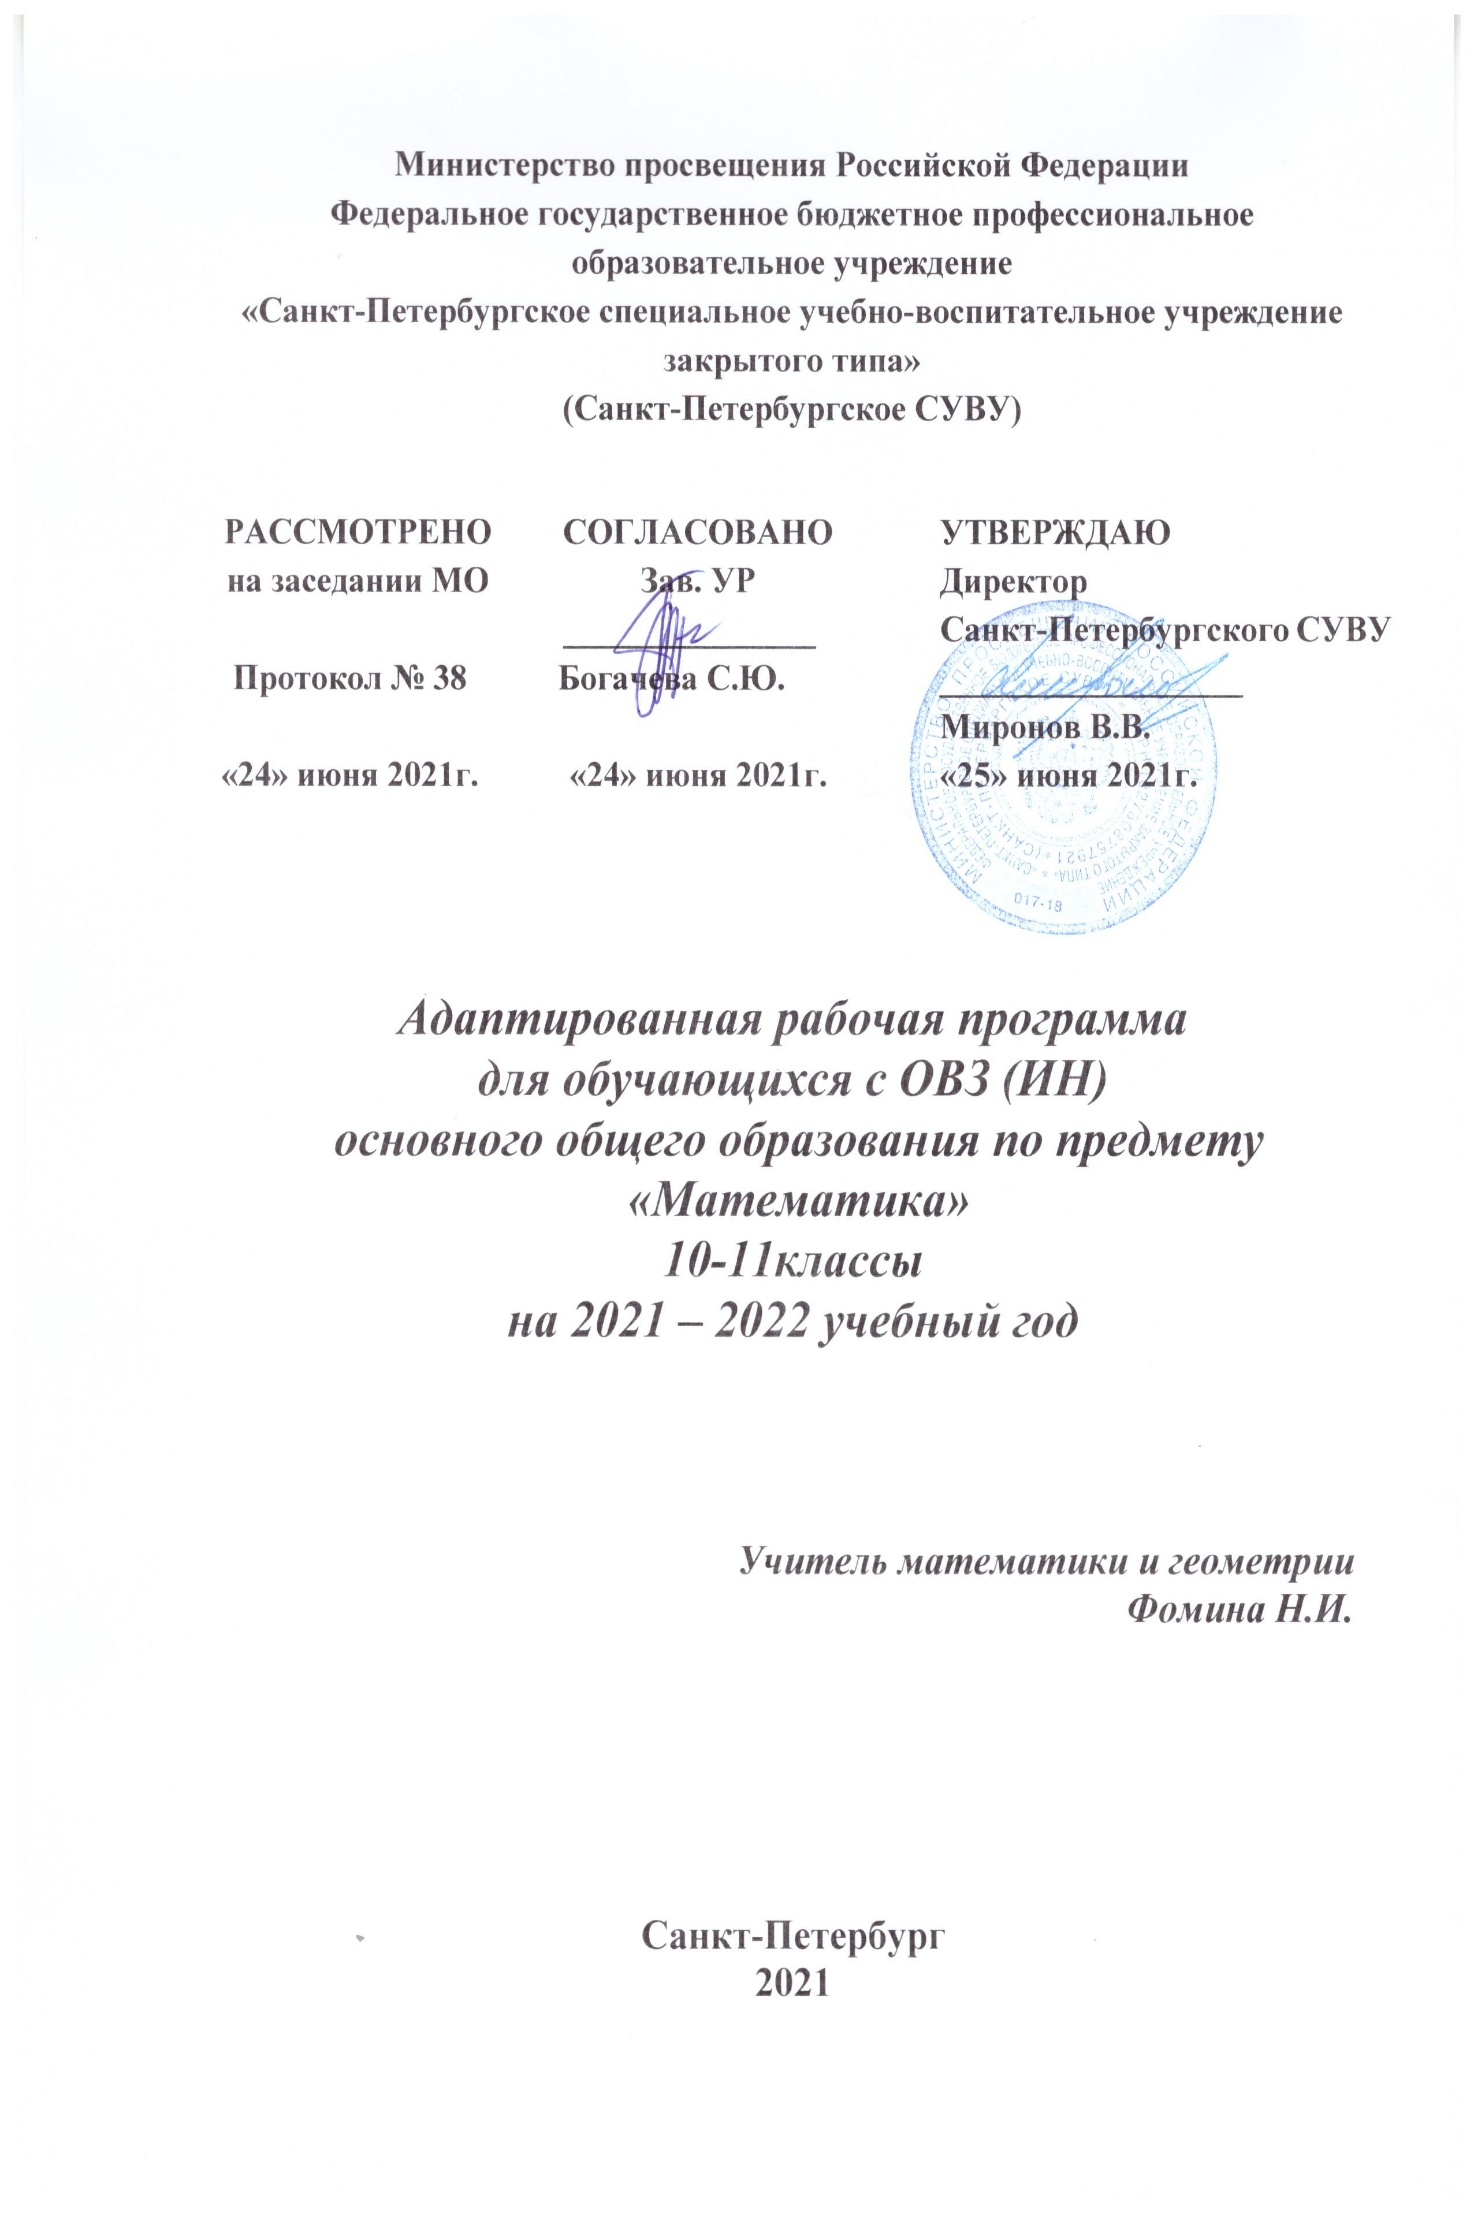 Министерство просвещения Российской Федерации
Федеральное государственное бюджетное профессиональное
образовательное учреждение
«Санкт-Петербургское специальное учебно-воспитательное учреждение
закрытого типа»
(Санкт-Петербургское СУВУ)
РАССМОТРЕНО
на заседании МО
Протокол № 38
«24» июня 2021г.
СОГЛАСОВАНО
Зав. УР
Богачева С.Ю.
«24» июня 2021г.
УТВЕРЖДАЮ
Директор
Санкт-Петербургского СУВУ
Миронов В.В.
«25» июня 2021г.
017-18
Адаптированная рабочая программа
для обучающихся с ОВЗ (ИН)
основного общего образования по предмету
«Математика»
10-11классы
на 2021 – 2022 учебный год
Учитель математики и геометрии
Фомина Н.И.
Санкт-Петербург
2021